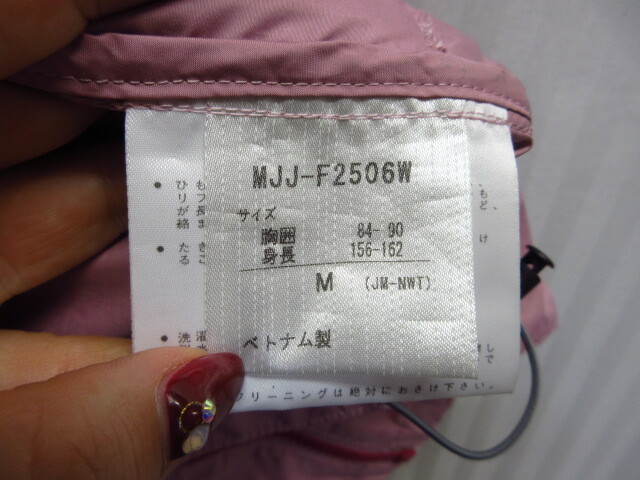 MJJ-F2506W
サイズ
胸囲 84-90
身長 156-162
M (JM-NWT)
ベトナム製
クリーニングは絶対におさけ下さい。